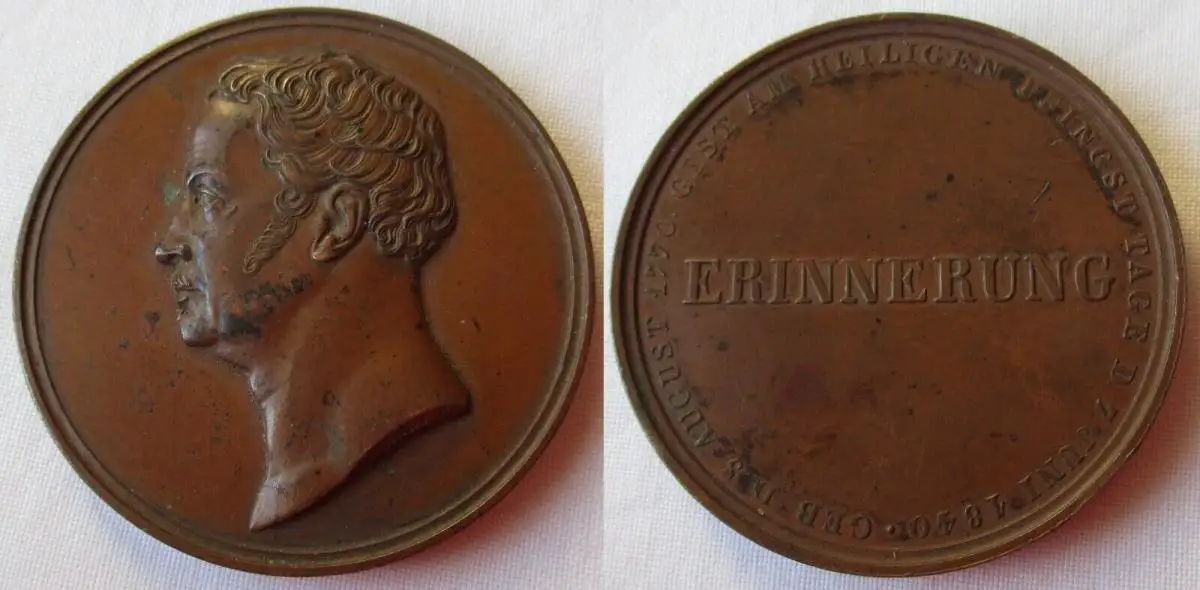 ERINNERUNG
GEB. D. 3. AUGUST 1770. GEST. AM HEILIGEN PFINGST TAGE D. 7. JUNI 1840.